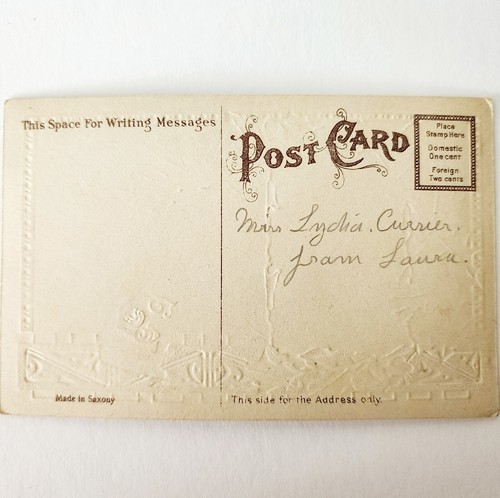 This Space For Writing Messages
POST CARD
Place
Stamp Here
Domestic
One cent
Foreign
Two cents
Miss Lydia. Currier.
from Laura.
Made in Saxony
This side for the Address only.